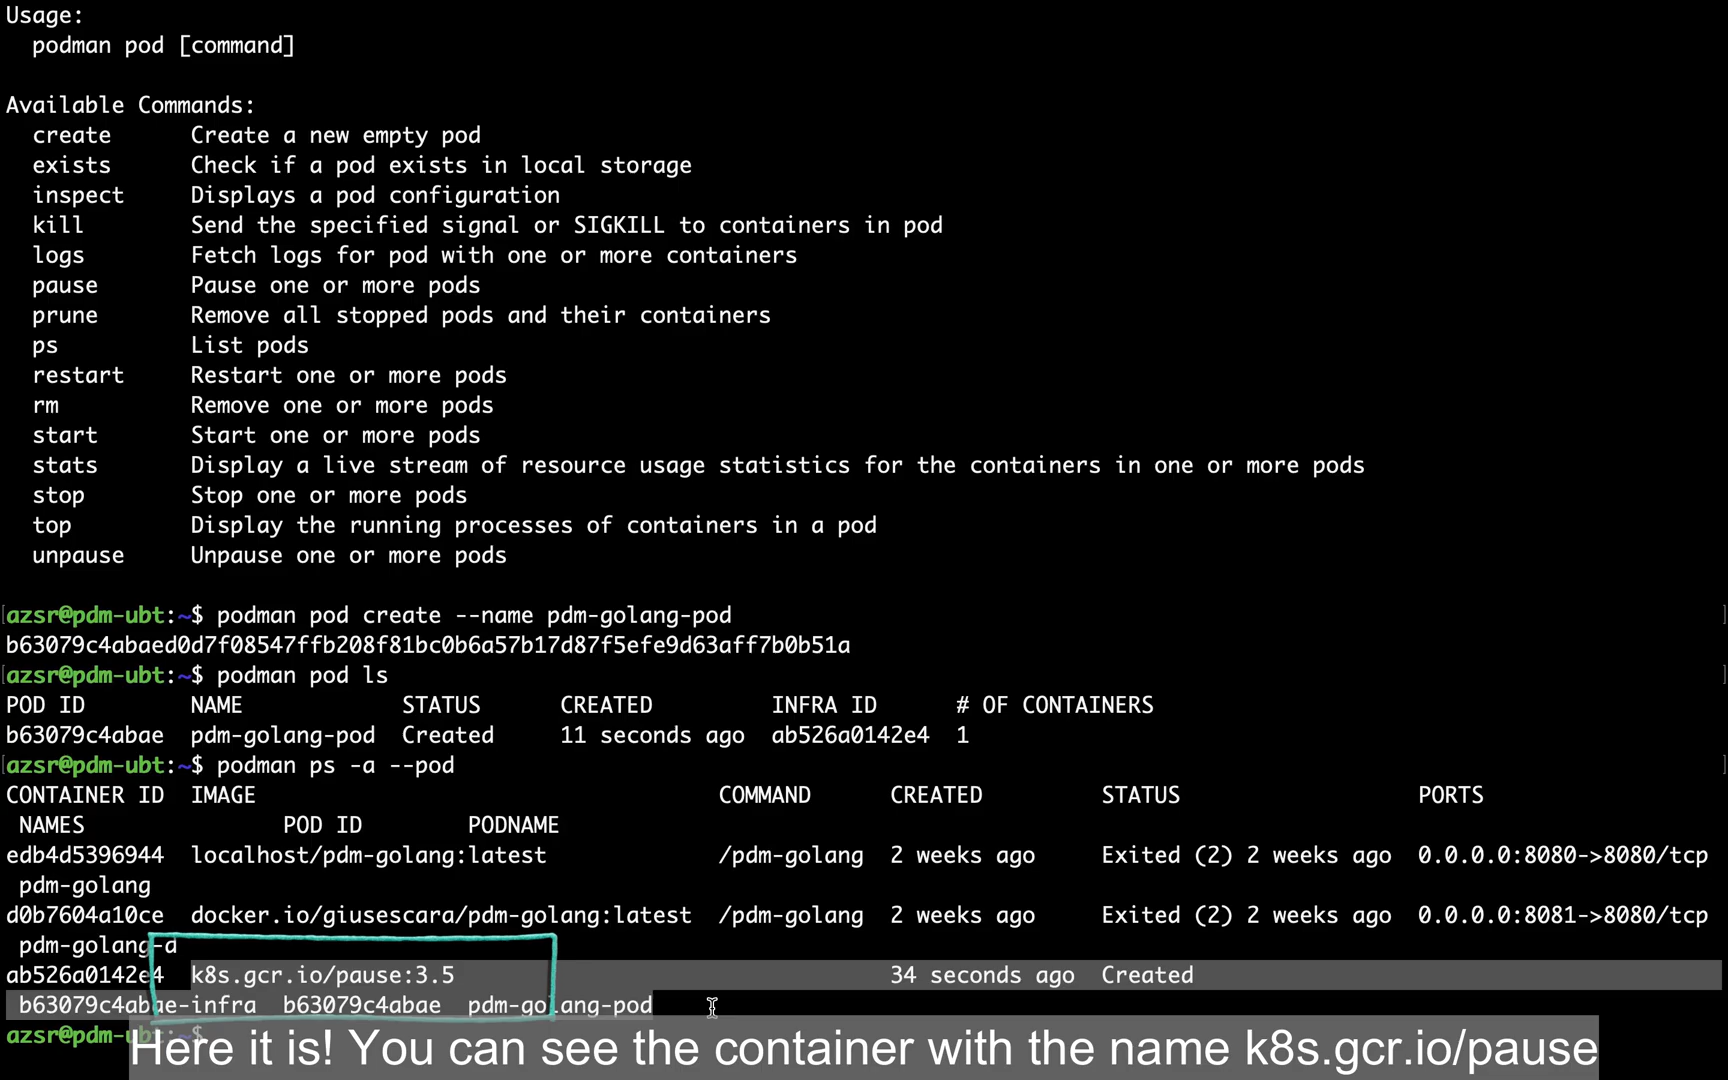 Usage:
podman pod [command]
Available Commands:
create Create a new empty pod
exists Check if a pod exists in local storage
inspect Displays a pod configuration
kill Send the specified signal or SIGKILL to containers in pod
logs Fetch logs for pod with one or more containers
pause Pause one or more pods
prune Remove all stopped pods and their containers
ps List pods
restart Restart one or more pods
rm Remove one or more pods
start Start one or more pods
stats Display a live stream of resource usage statistics for the containers in one or more pods
stop Stop one or more pods
top Display the running processes of containers in a pod
unpause Unpause one or more pods
[azsr@pdm-ubt:~$ podman pod create --name pdm-golang-pod ]
b63079c4abaed0d7f08547ffb208f81bc0b6a57b17d87f5efe9d63aff7b0b51a
[azsr@pdm-ubt:~$ podman pod ls ]
POD ID NAME STATUS CREATED INFRA ID # OF CONTAINERS
b63079c4abae pdm-golang-pod Created 11 seconds ago ab526a0142e4 1
[azsr@pdm-ubt:~$ podman ps -a --pod ]
CONTAINER ID IMAGE COMMAND CREATED STATUS PORTS
NAMES POD ID PODNAME
edb4d5396944 localhost/pdm-golang:latest /pdm-golang 2 weeks ago Exited (2) 2 weeks ago 0.0.0.0:8080->8080/tcp
pdm-golang
d0b7604a10ce docker.io/giusescara/pdm-golang:latest /pdm-golang 2 weeks ago Exited (2) 2 weeks ago 0.0.0.0:8081->8080/tcp
pdm-golang-a
ab526a0142e4 k8s.gcr.io/pause:3.5 34 seconds ago Created
b63079c4abae-infra b63079c4abae pdm-golang-pod
azsr@pdm-ubt:~$
Here it is! You can see the container with the name k8s.gcr.io/pause